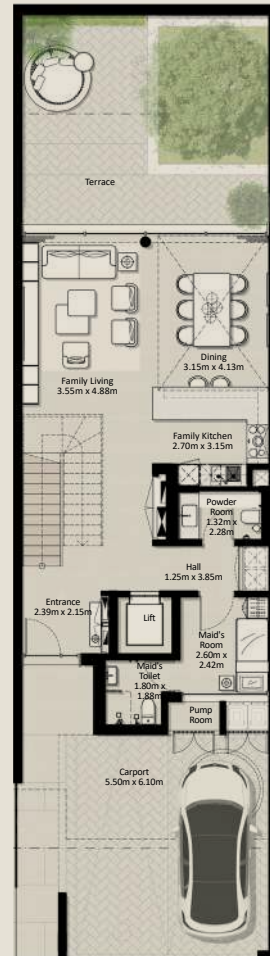 Terrace
Dining
3.15m x 4.13m
Family Living
3.55m x 4.88m
Family Kitchen
2.70m x 3.15m
Powder
Room
1.32m x
2.28m
Hall
1.25m x 3.85m
Entrance
2.39m x 2.15m
Lift
Maid's
Room
2.60m x
2.42m
Maid's
Toilet
1.80m x
1.88m
Pump
Room
Carport
5.50m x 6.10m